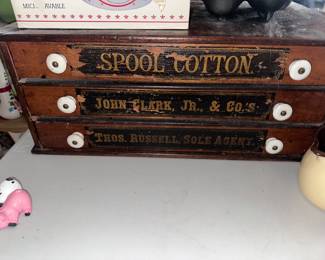 SPOOL COTTON.
JOHN CLARK, JR., & CO.'S
THOS. RUSSELL, SOLE AGENT.